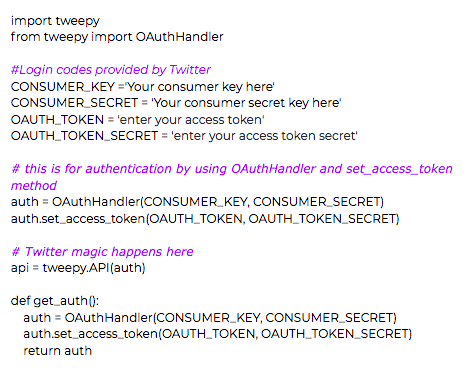 import tweepy
from tweepy import OAuthHandler
#Login codes provided by Twitter
CONSUMER_KEY ='Your consumer key here'
CONSUMER_SECRET = 'Your consumer secret key here'
OAUTH_TOKEN = 'enter your access token'
OAUTH_TOKEN_SECRET = 'enter your access token secret'
# this is for authentication by using OAuthHandler and set_access_token
method
auth = OAuthHandler(CONSUMER_KEY, CONSUMER_SECRET)
auth.set_access_token(OAUTH_TOKEN, OAUTH_TOKEN_SECRET)
# Twitter magic happens here
api = tweepy.API(auth)
def get_auth():
auth = OAuthHandler(CONSUMER_KEY, CONSUMER_SECRET)
auth.set_access_token(OAUTH_TOKEN, OAUTH_TOKEN_SECRET)
return auth